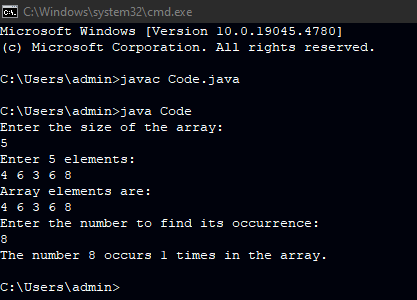 C:\Windows\system32\cmd.exe
Microsoft Windows [Version 10.0.19045.4780]
(c) Microsoft Corporation. All rights reserved.
C:\Users\admin>javac Code.java
C:\Users\admin>java Code
Enter the size of the array:
5
Enter 5 elements:
4 6 3 6 8
Array elements are:
4 6 3 6 8
Enter the number to find its occurrence:
8
The number 8 occurs 1 times in the array.
C:\Users\admin>